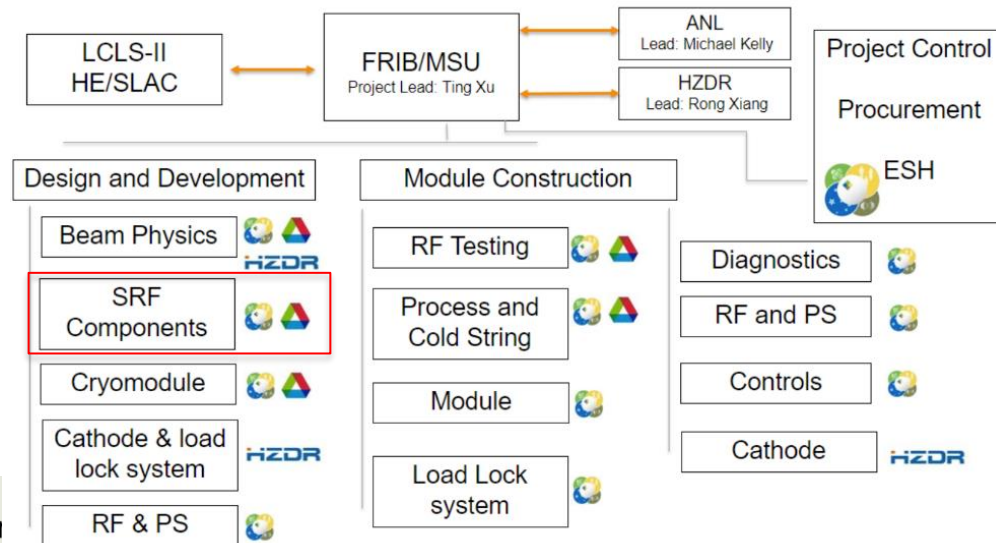 LCLS-II
HE/SLAC
FRIB/MSU
Project Lead: Ting Xu
ANL
Lead: Michael Kelly
HZDR
Lead: Rong Xiang
Project Control
Procurement
ESH
Design and Development
Beam Physics
HZDR
SRF
Components
Cryomodule
Cathode & load
lock system
HZDR
RF & PS
Module Construction
RF Testing
Process and
Cold String
Module
Load Lock
system
Diagnostics
RF and PS
Controls
Cathode
HZDR